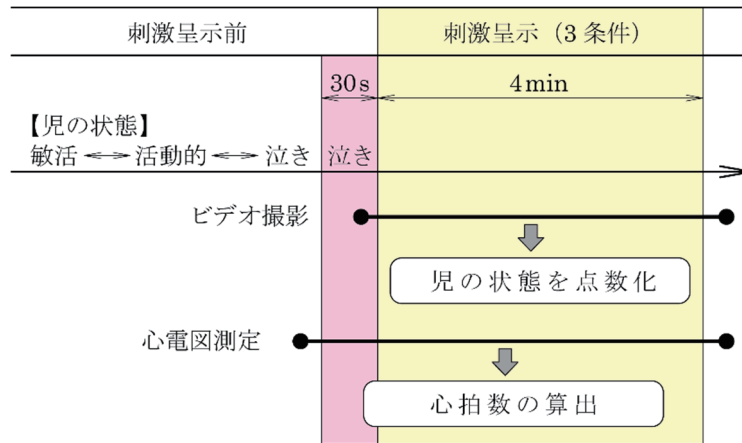 刺激呈示前
刺激呈示（3 条件）
30s
4min
【児の状態】
敏活
活動的
泣き
泣き
ビデオ撮影
児の状態を点数化
心電図測定
心拍数の算出